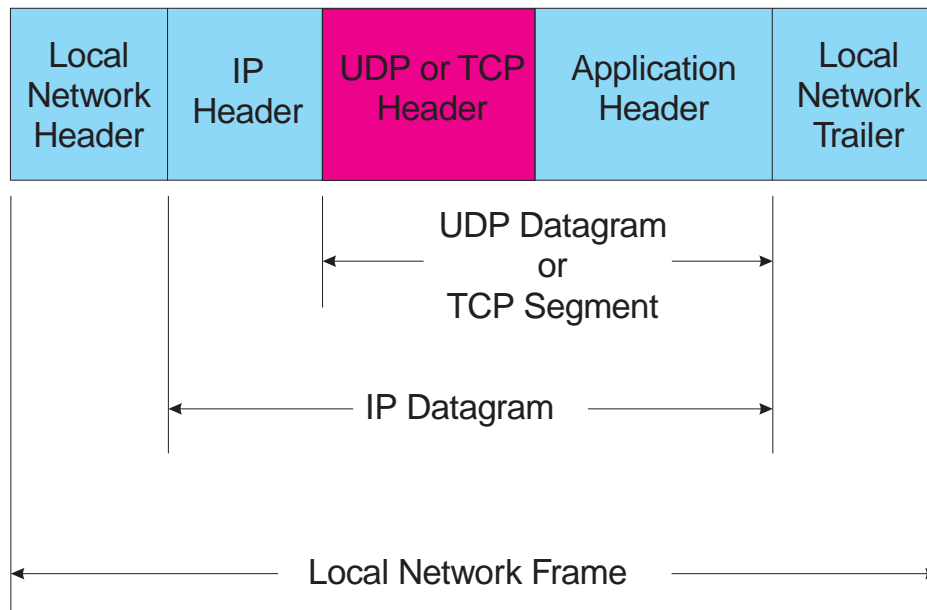 Local
Network
Header
IP
Header
UDP or TCP
Header
Application
Header
Local
Network
Trailer
UDP Datagram
or
TCP Segment
IP Datagram
Local Network Frame